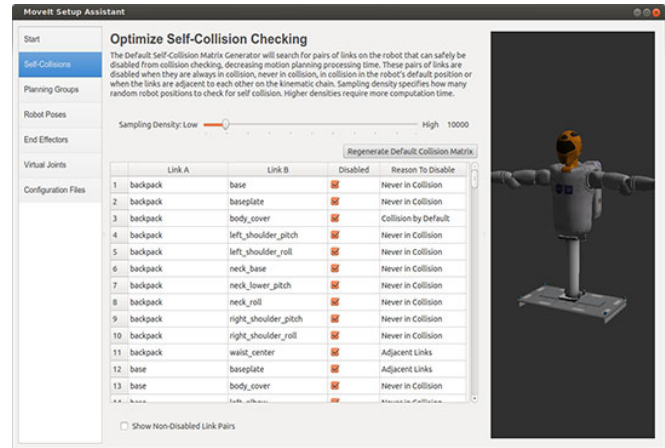 MoveIt Setup Assistant
Start
Self-Collisions
Planning Groups
Robot Poses
End Effectors
Virtual Joints
Configuration Files
Optimize Self-Collision Checking
The Default Self-Collision Matrix Generator will search for pairs of links on the robot that can safely be
disabled from collision checking, decreasing motion planning processing time. These pairs of links are
disabled when they are always in collision, never in collision, in collision in the robot's default position or
when the links are adjacent to each other on the kinematic chain. Sampling density specifies how many
random robot positions to check for self collision. Higher densities require more computation time.
Sampling Density: Low High 10000
Regenerate Default Collision Matrix
Link A Link B Disabled Reason To Disable
1 backpack base Never in Collision
2 backpack baseplate Never in Collision
3 backpack body_cover Collision by Default
4 backpack left_shoulder_pitch Never in Collision
5 backpack left_shoulder_roll Never in Collision
6 backpack neck_base Never in Collision
7 backpack neck_lower_pitch Never in Collision
8 backpack neck_roll Never in Collision
9 backpack right_shoulder_pitch Never in Collision
10 backpack right_shoulder_roll Never in Collision
11 backpack waist_center Adjacent Links
12 base baseplate Adjacent Links
13 base body_cover Never in Collision
14 base left_elbow Never in Collision
Show Non-Disabled Link Pairs